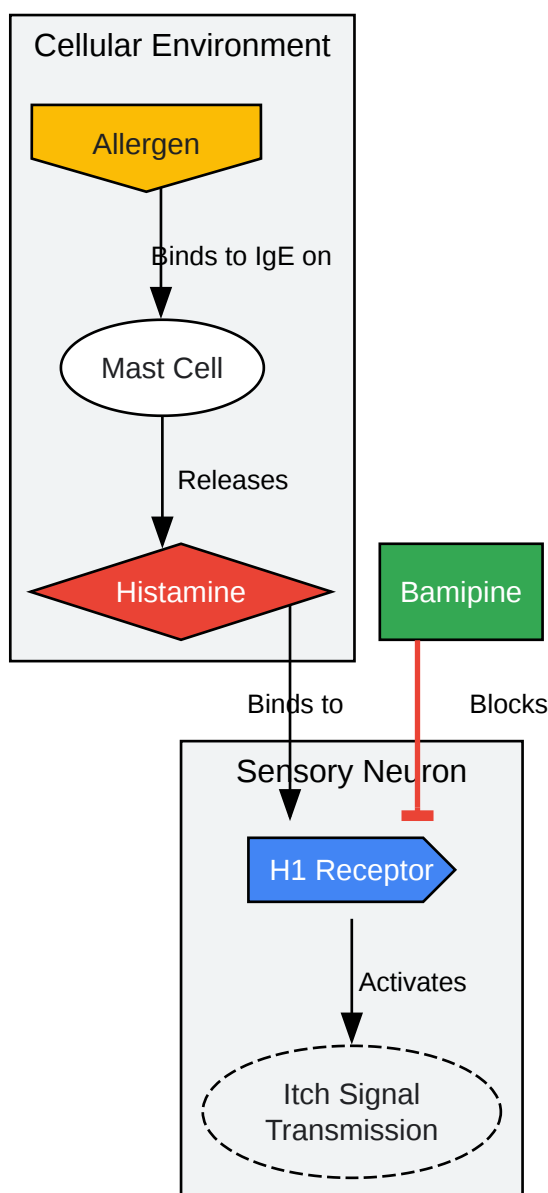 Cellular Environment
Allergen
Binds to IgE on
Mast Cell
Releases
Histamine
Bamipine
Binds to
Blocks
Sensory Neuron
H1 Receptor
Activates
Itch Signal
Transmission